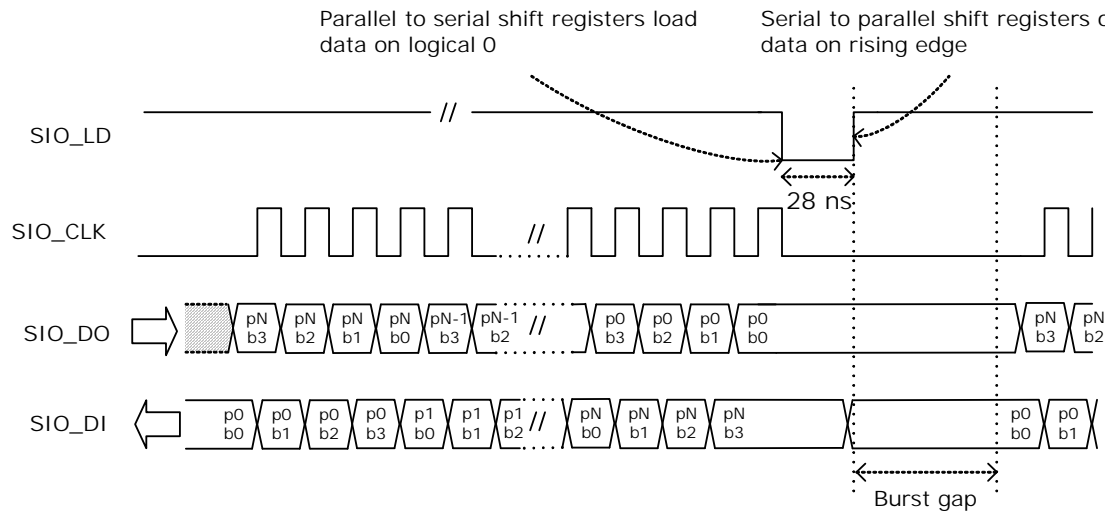 Parallel to serial shift registers load
data on logical 0
Serial to parallel shift registers
data on rising edge
SIO_LD
//
28 ns
SIO_CLK
//
SIO_DO
pN b3
pN b2
pN b1
pN b0
pN-1 b3
pN-1 b2
//
p0 b3
p0 b2
p0 b1
p0 b0
pN b3
pN b2
SIO_DI
p0 b0
p0 b1
p0 b2
p0 b3
p1 b0
p1 b1
p1 b2
//
pN b0
pN b1
pN b2
pN b3
p0 b0
p0 b1
Burst gap